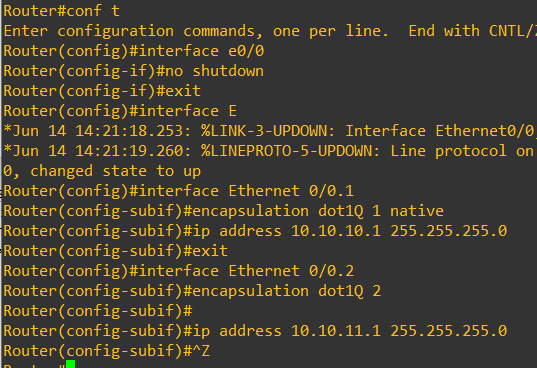 Router#conf t
Enter configuration commands, one per line.  End with CNTL/
Router(config)#interface e0/0
Router(config-if)#no shutdown
Router(config-if)#exit
Router(config)#interface E
*Jun 14 14:21:18.253: %LINK-3-UPDOWN: Interface Ethernet0/0
*Jun 14 14:21:19.260: %LINEPROTO-5-UPDOWN: Line protocol on
0, changed state to up
Router(config)#interface Ethernet 0/0.1
Router(config-subif)#encapsulation dot1Q 1 native
Router(config-subif)#ip address 10.10.10.1 255.255.255.0
Router(config-subif)#exit
Router(config)#interface Ethernet 0/0.2
Router(config-subif)#encapsulation dot1Q 2
Router(config-subif)#
Router(config-subif)#ip address 10.10.11.1 255.255.255.0
Router(config-subif)#^Z
Router#